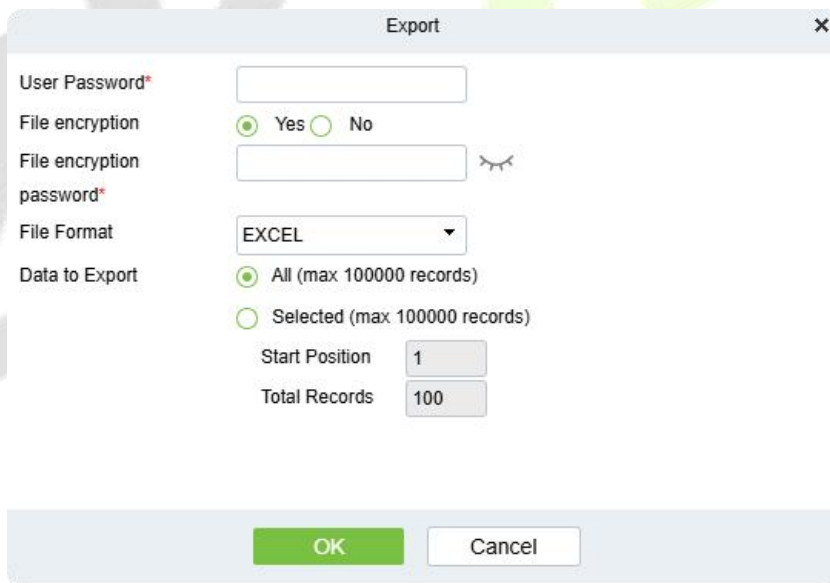 Export
User Password*
File encryption Yes No
File encryption
password*
File Format EXCEL
Data to Export All (max 100000 records)
Selected (max 100000 records)
Start Position 1
Total Records 100
OK Cancel